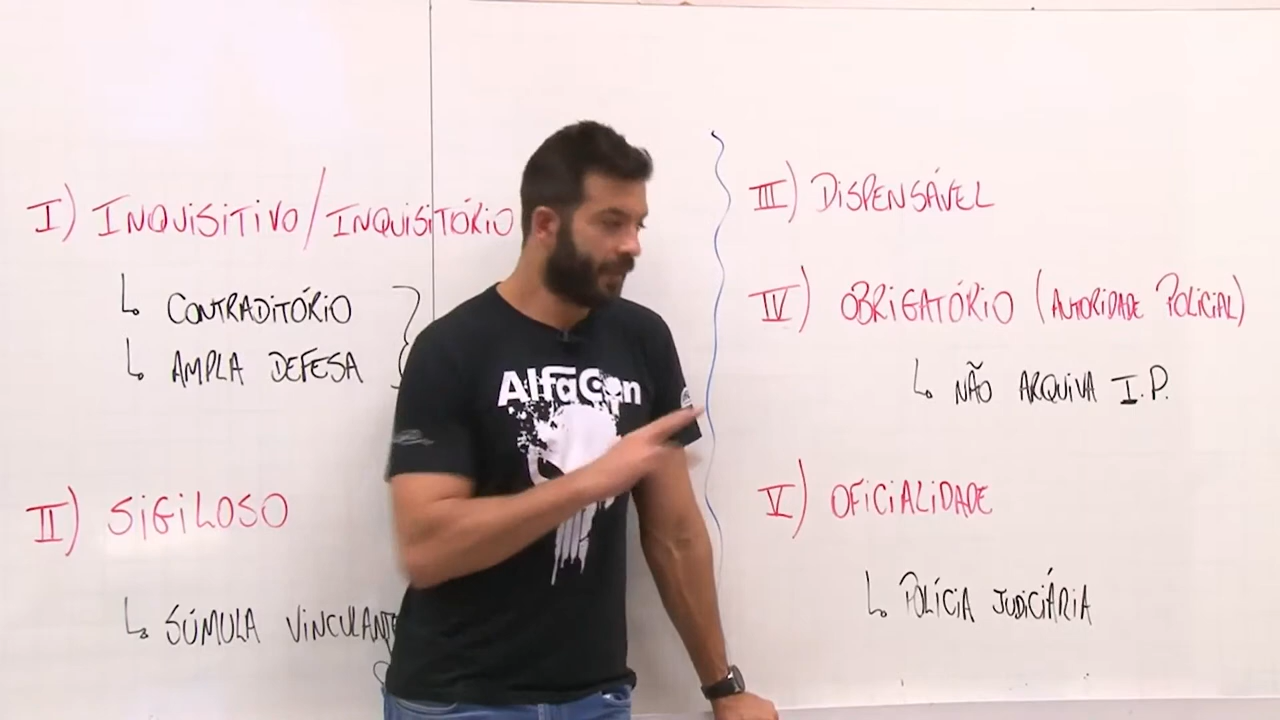 I) INQUISITIVO/INQUISITÓRIO
↳ CONTRADITÓRIO
↳ AMPLA DEFESA
II) SIGILOSO
↳ SÚMULA VINCULANTE
III) DISPENSÁVEL
IV) OBRIGATÓRIO (AUTORIDADE POLICIAL)
↳ NÃO ARQUIVA I.P.
V) OFICIALIDADE
↳ POLÍCIA JUDICIÁRIA
AlfaCon